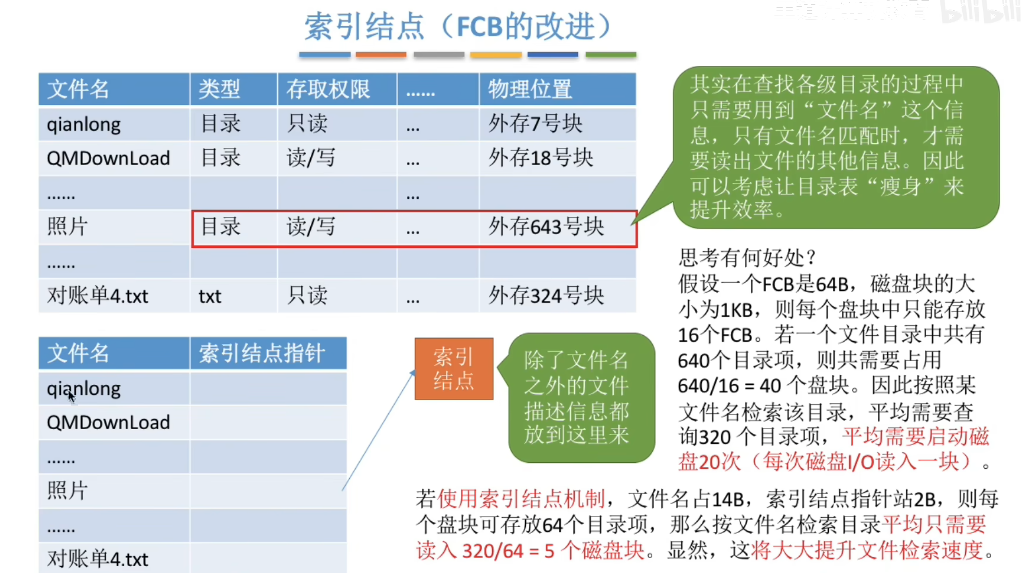 索引结点（FCB的改进）
bilibili
文件名 类型 存取权限 …… 物理位置
qianlong 目录 只读 … 外存7号块
QMDownLoad 目录 读/写 … 外存18号块
…… …
照片 目录 读/写 … 外存643号块
……
对账单4.txt txt 只读 … 外存324号块
其实在查找各级目录的过程中
只需要用到“文件名”这个信
息，只有文件名匹配时，才需
要读出文件的其他信息。因此
可以考虑让目录表“瘦身”来
提升效率。
文件名 索引结点指针
qianlong
QMDownLoad
……
照片
……
对账单4.txt
索引
结点
除了文件名
之外的文件
描述信息都
放到这里来
思考有何好处？
假设一个FCB是64B，磁盘块的大
小为1KB，则每个盘块中只能存放
16个FCB。若一个文件目录中共有
640个目录项，则共需要占用
640/16 = 40 个盘块。因此按照某
文件名检索该目录，平均需要查
询320 个目录项，平均需要启动磁
盘20次（每次磁盘I/O读入一块）。
若使用索引结点机制，文件名占14B，索引结点指针站2B，则每
个盘块可存放64个目录项，那么按文件名检索目录平均只需要
读入 320/64 = 5 个磁盘块。显然，这将大大提升文件检索速度。